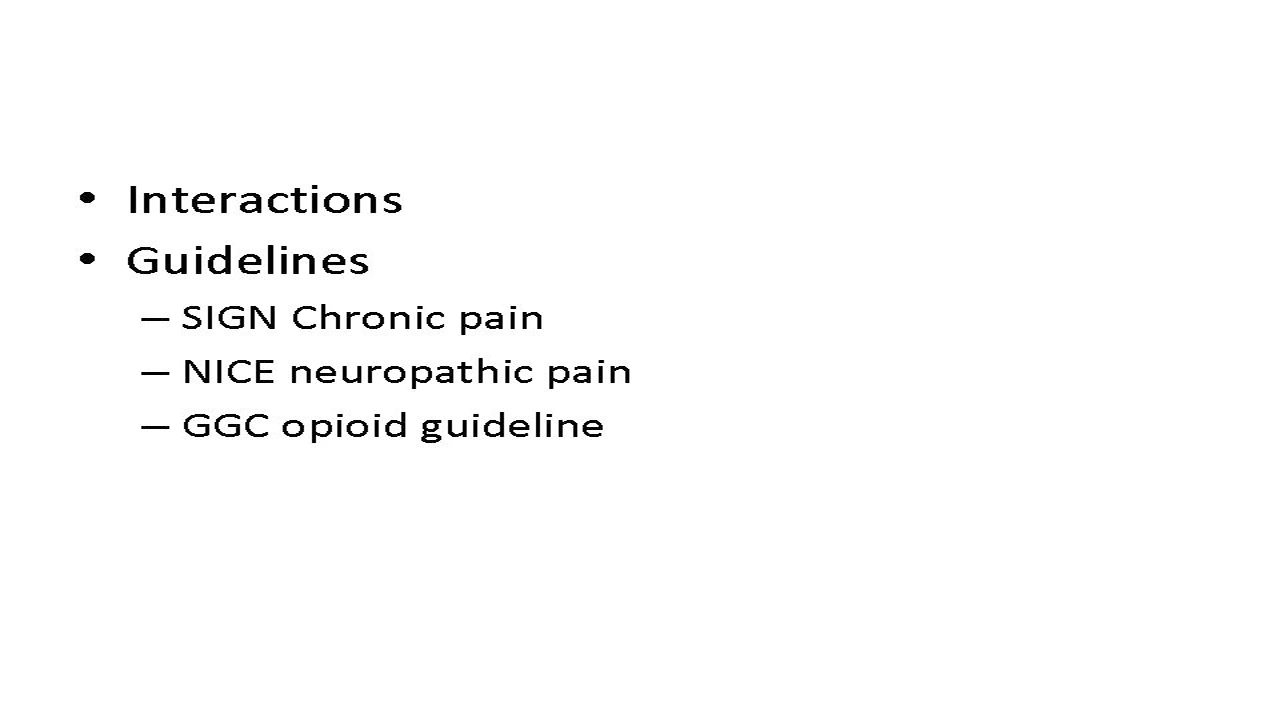 • Interactions
• Guidelines
– SIGN Chronic pain
– NICE neuropathic pain
– GGC opioid guideline